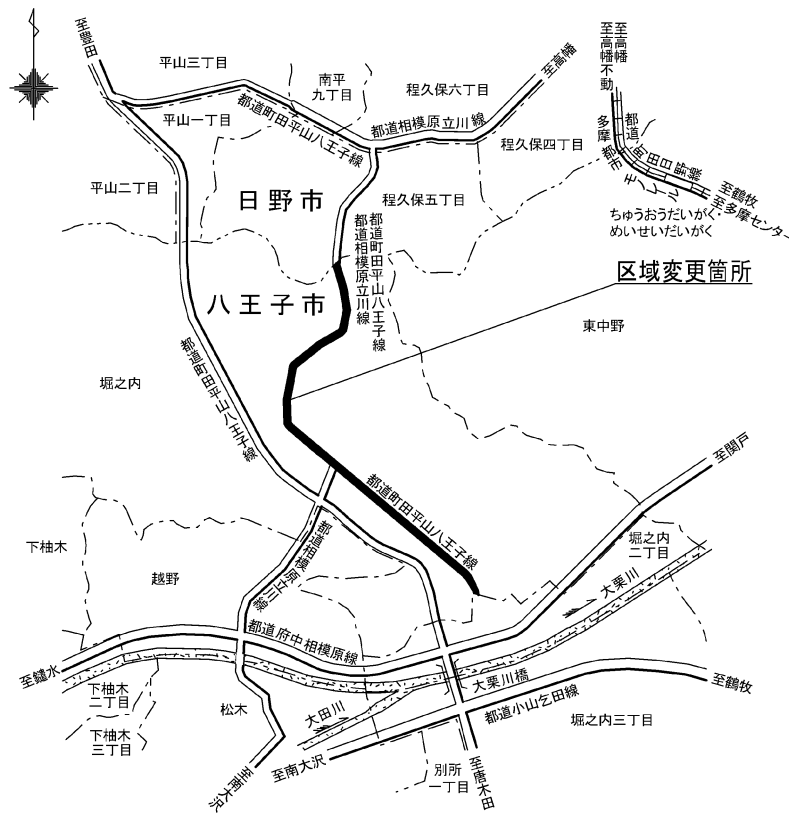 至豊田
平山三丁目
南平
九丁目
程久保六丁目
至高幡
至高幡
至高幡不動
平山一丁目
都道町田平山八王子線
都道相模原立川線
程久保四丁目
多摩都市モノレール
都道町田日野線
至鶴牧
至多摩センター
平山二丁目
日野市
程久保五丁目
ちゅうおうだいがく・
めいせいだいがく
都道町田平山八王子線
都道相模原立川線
区域変更箇所
八王子市
東中野
都道町田平山八王子線
堀之内
至関戸
都道町田平山八王子線
下柚木
越野
都道相模原立川線
堀之内
二丁目
大栗川
都道府中相模原線
至鑓水
下柚木
二丁目
松木
大田川
大栗川橋
都道小山乞田線
至鶴牧
堀之内三丁目
下柚木
三丁目
至南大沢
至南大沢
別所
一丁目
至唐木田